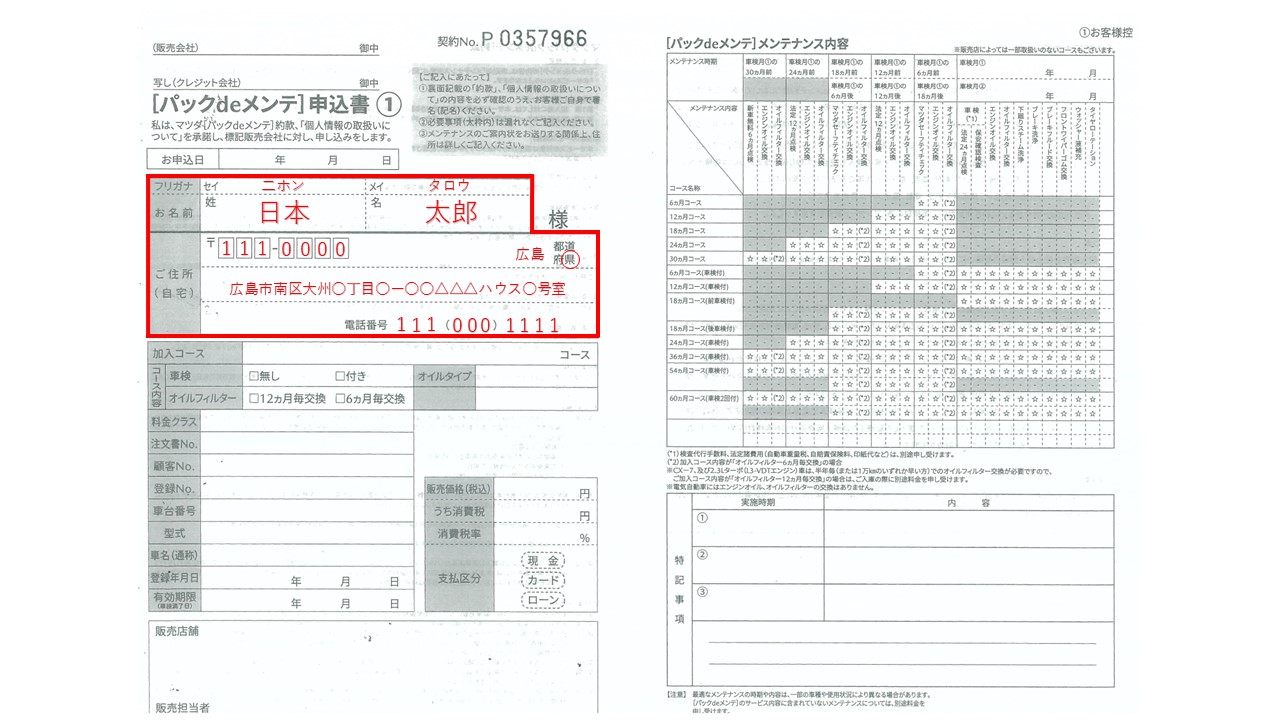 (販売会社) 御中
契約No. P 0357966
写し(クレジット会社) 御中
[パックdeメンテ]申込書①
私は、マツダ[パックdeメンテ]約款、「個人情報の取扱いに
ついて」を承諾し、標記販売会社に対し、申し込みをします。
【ご記入にあたって】
①裏面記載の「約款」、「個人情報の取扱いについ
て」の内容を必ず確認のうえ、お客様ご自身で署
名(記名)ください。
②必要事項(太枠内)は漏れなくご記入ください。
③メンテナンスのご案内状をお送りする関係上、住
所は詳しくご記入ください。
お申込日 年 月 日
フリガナ セイ ニホン メイ タロウ
お名前 姓 日本 名 太郎 様
ご住所
(自宅)
〒111-0000 広島 都道
府県
広島市南区大州〇丁目〇ー〇〇△△△ハウス〇号室
電話番号 111(000)1111
加入コース コース
コース内容
車検 □無し □付き オイルタイプ
オイルフィルター □12ヵ月毎交換 □6ヵ月毎交換
料金クラス
注文書No.
顧客No.
登録No.
車台番号
型式
車名(通称)
登録年月日 年 月 日
有効期限
(車検満了日) 年 月 日
販売価格(税込) 円
うち消費税 円
消費税率 %
支払区分
現金
カード
ローン
販売店舗
販売担当者
①お客様控
[パックdeメンテ]メンテナンス内容
※販売店によっては一部取扱いのないコースもございます。
メンテナンス時期
車検月①の
30ヵ月前
車検月①の
24ヵ月前
車検月①の
18ヵ月前
車検月①の
12ヵ月前
車検月①の
6ヵ月前
車検月①
年 月
車検月②の
6ヵ月後
車検月②の
12ヵ月後
車検月②の
18ヵ月後
車検月②
年 月
メンテナンス内容
コース名称
新車無料6ヵ月点検
エンジンオイル交換
オイルフィルター交換
法定12ヵ月点検
エンジンオイル交換
オイルフィルター交換
マツダセーフティチェック
エンジンオイル交換
オイルフィルター交換
法定12ヵ月点検
エンジンオイル交換
オイルフィルター交換
マツダセーフティチェック
エンジンオイル交換
オイルフィルター交換
車検(*1)
法定24ヵ月点検
保安確認検査
エンジンオイル交換
オイルフィルター交換
下廻りスチーム洗浄
ブレーキ洗浄
ブレーキフルード交換
フロントワイパーゴム交換
ウォッシャー液補充
タイヤローテーション
6ヵ月コース ☆ ☆ (*2)
12ヵ月コース ☆ ☆ ☆ ☆ ☆ (*2)
18ヵ月コース ☆ ☆ (*2) ☆ ☆ ☆ ☆ ☆ (*2)
24ヵ月コース ☆ ☆ ☆ ☆ ☆ (*2) ☆ ☆ ☆ ☆ ☆ (*2)
30ヵ月コース ☆ ☆ (*2) ☆ ☆ ☆ ☆ ☆ (*2) ☆ ☆ ☆ ☆ ☆ (*2)
6ヵ月コース(車検付) ☆ ☆ (*2) ☆ ☆ ☆ ☆ ☆ ☆ ☆ ☆ ☆ ☆
12ヵ月コース(車検付) ☆ ☆ ☆ ☆ ☆ (*2) ☆ ☆ ☆ ☆ ☆ ☆ ☆ ☆ ☆ ☆
18ヵ月コース(前車検付)
18ヵ月コース(後車検付)
24ヵ月コース(車検付)
36ヵ月コース(車検付)
54ヵ月コース(車検付)
60ヵ月コース(車検2回付)
(*1)検査代行手数料、法定諸費用(自動車重量税、自賠責保険料、印紙代など)は、別途申し受けます。
(*2)加入コース内容が「オイルフィルター6ヵ月毎交換」の場合
※CX-7、及び2.3Lターボ(L3-VDTエンジン)車は、半年毎(または1万㎞のいずれか早い方)でのオイルフィルター交換が必要ですので、
ご加入コース内容が「オイルフィルター12ヵ月毎交換」の場合は、ご入庫の際に別途料金を申し受けます。
※電気自動車にはエンジンオイル、オイルフィルターの交換はありません。
特記事項
実施時期 内容
①
②
③
【注意】 最適なメンテナンスの時期や内容は、一部の車種や使用状況により異なる場合があります。
[パックdeメンテ]のサービス内容に含まれていないメンテナンスについては、別途料金を
申し受けます。